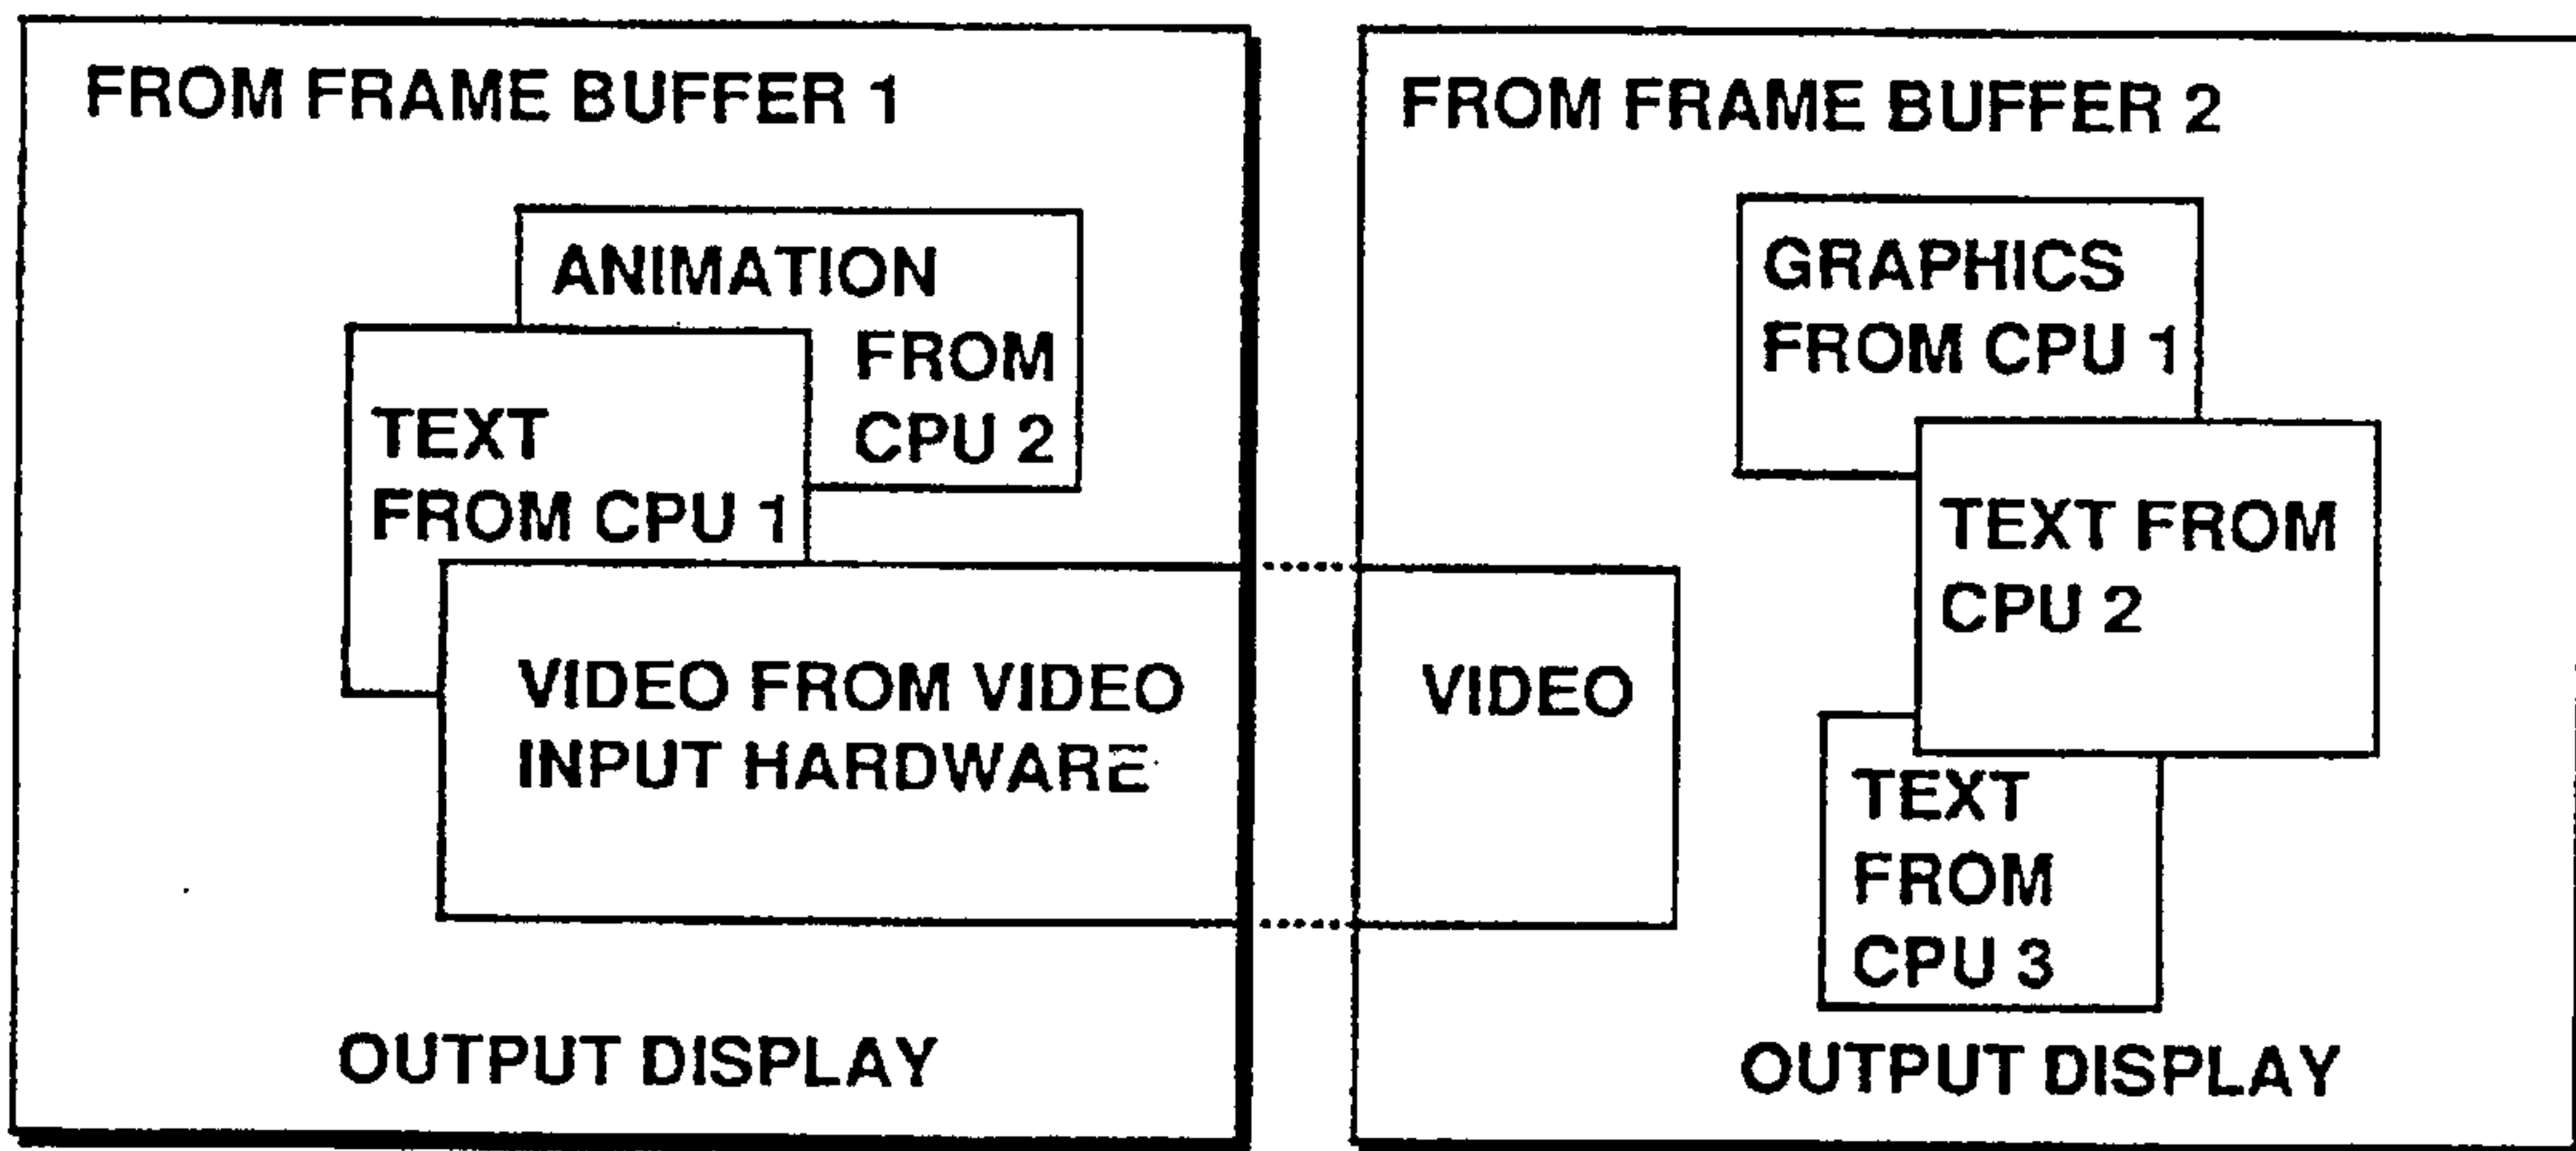 FROM FRAME BUFFER 1
ANIMATION
FROM
CPU 2
TEXT
FROM CPU 1
VIDEO FROM VIDEO
INPUT HARDWARE
OUTPUT DISPLAY
FROM FRAME BUFFER 2
GRAPHICS
FROM CPU 1
TEXT FROM
CPU 2
VIDEO
TEXT
FROM
CPU 3
OUTPUT DISPLAY